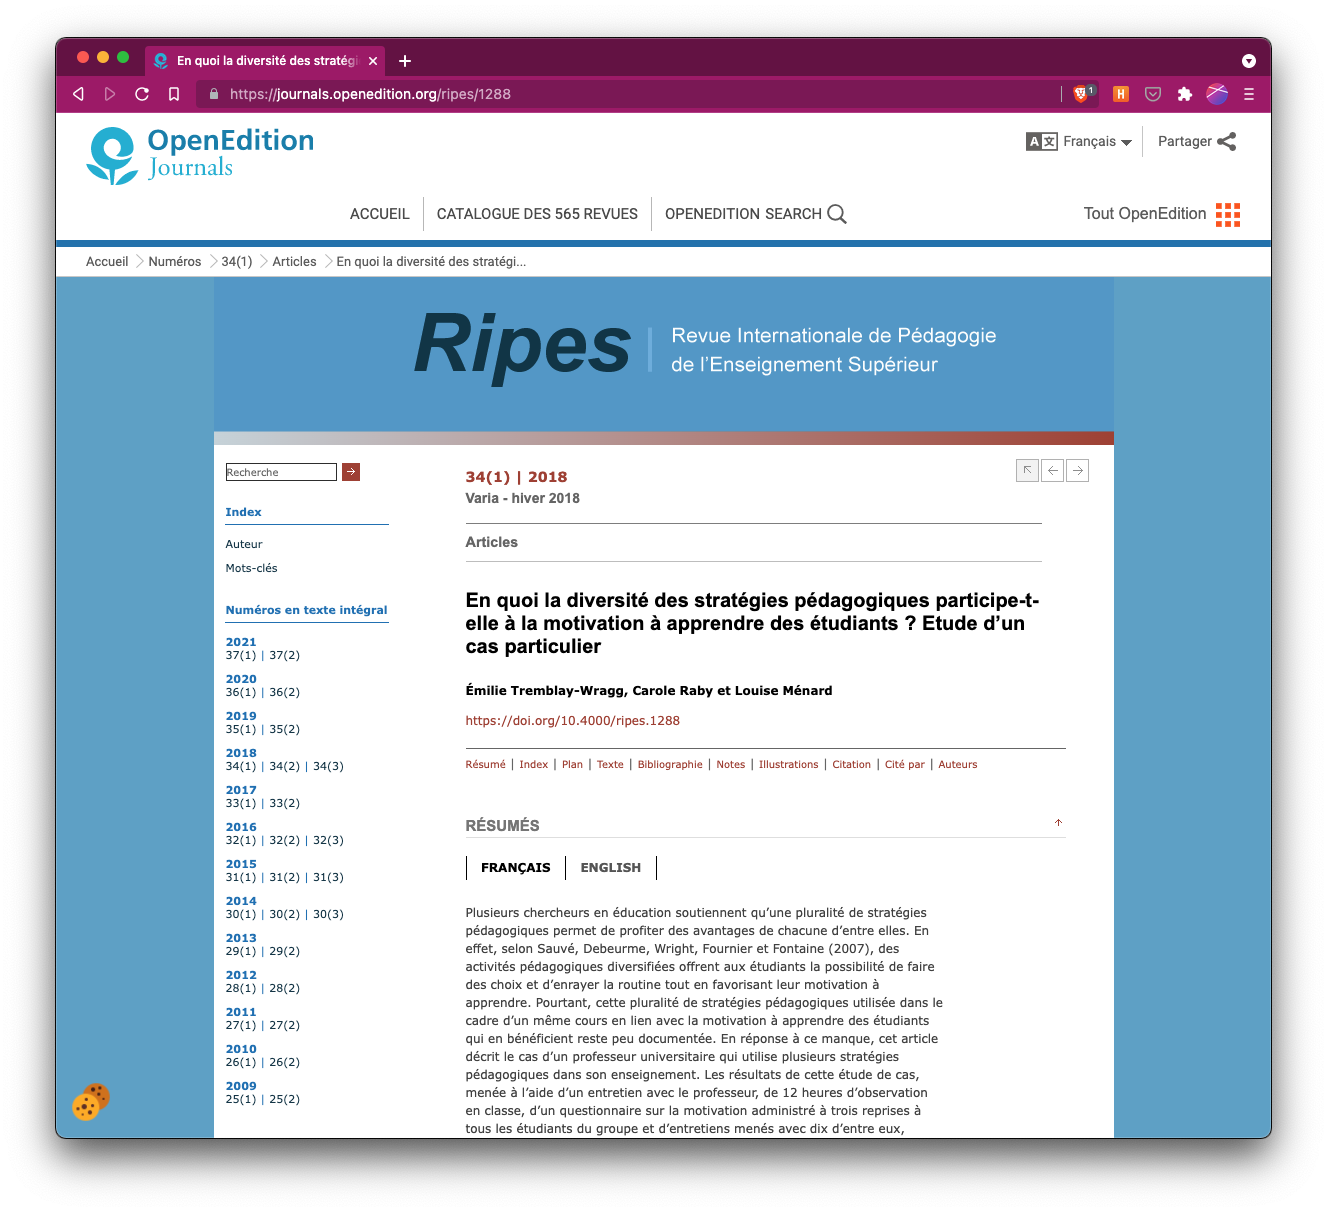 En quoi la diversité des stratégi
https://journals.openedition.org/ripes/1288
1
H
OpenEdition
Journals
A 文 Français
Partager
ACCUEIL
CATALOGUE DES 565 REVUES
OPENEDITION SEARCH
Tout OpenEdition
Accueil
Numéros
34(1)
Articles
En quoi la diversité des stratégi...
Ripes
Revue Internationale de Pédagogie
de l’Enseignement Supérieur
Recherche
Index
Auteur
Mots-clés
Numéros en texte intégral
2021
37(1) | 37(2)
2020
36(1) | 36(2)
2019
35(1) | 35(2)
2018
34(1) | 34(2) | 34(3)
2017
33(1) | 33(2)
2016
32(1) | 32(2) | 32(3)
2015
31(1) | 31(2) | 31(3)
2014
30(1) | 30(2) | 30(3)
2013
29(1) | 29(2)
2012
28(1) | 28(2)
2011
27(1) | 27(2)
2010
26(1) | 26(2)
2009
25(1) | 25(2)
34(1) | 2018
Varia - hiver 2018
Articles
En quoi la diversité des stratégies pédagogiques participe-t-
elle à la motivation à apprendre des étudiants ? Etude d’un
cas particulier
Émilie Tremblay-Wragg, Carole Raby et Louise Ménard
https://doi.org/10.4000/ripes.1288
Résumé | Index | Plan | Texte | Bibliographie | Notes | Illustrations | Citation | Cité par | Auteurs
RÉSUMÉS
FRANÇAIS
ENGLISH
Plusieurs chercheurs en éducation soutiennent qu’une pluralité de stratégies
pédagogiques permet de profiter des avantages de chacune d’entre elles. En
effet, selon Sauvé, Debeurme, Wright, Fournier et Fontaine (2007), des
activités pédagogiques diversifiées offrent aux étudiants la possibilité de faire
des choix et d’enrayer la routine tout en favorisant leur motivation à
apprendre. Pourtant, cette pluralité de stratégies pédagogiques utilisée dans le
cadre d’un même cours en lien avec la motivation à apprendre des étudiants
qui en bénéficient reste peu documentée. En réponse à ce manque, cet article
décrit le cas d’un professeur universitaire qui utilise plusieurs stratégies
pédagogiques dans son enseignement. Les résultats de cette étude de cas,
menée à l’aide d’un entretien avec le professeur, de 12 heures d’observation
en classe, d’un questionnaire sur la motivation administré à trois reprises à
tous les étudiants du groupe et d’entretiens menés avec dix d’entre eux,